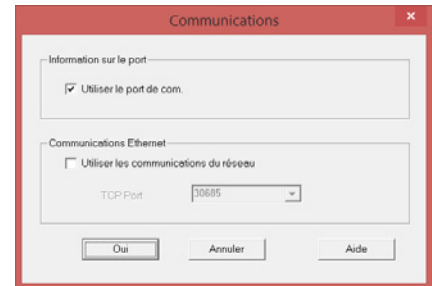 Communications
Information sur le port
Utiliser le port de com.
Communications Ethernet
Utiliser les communications du réseau
TCP Port 30685
Oui Annuler Aide